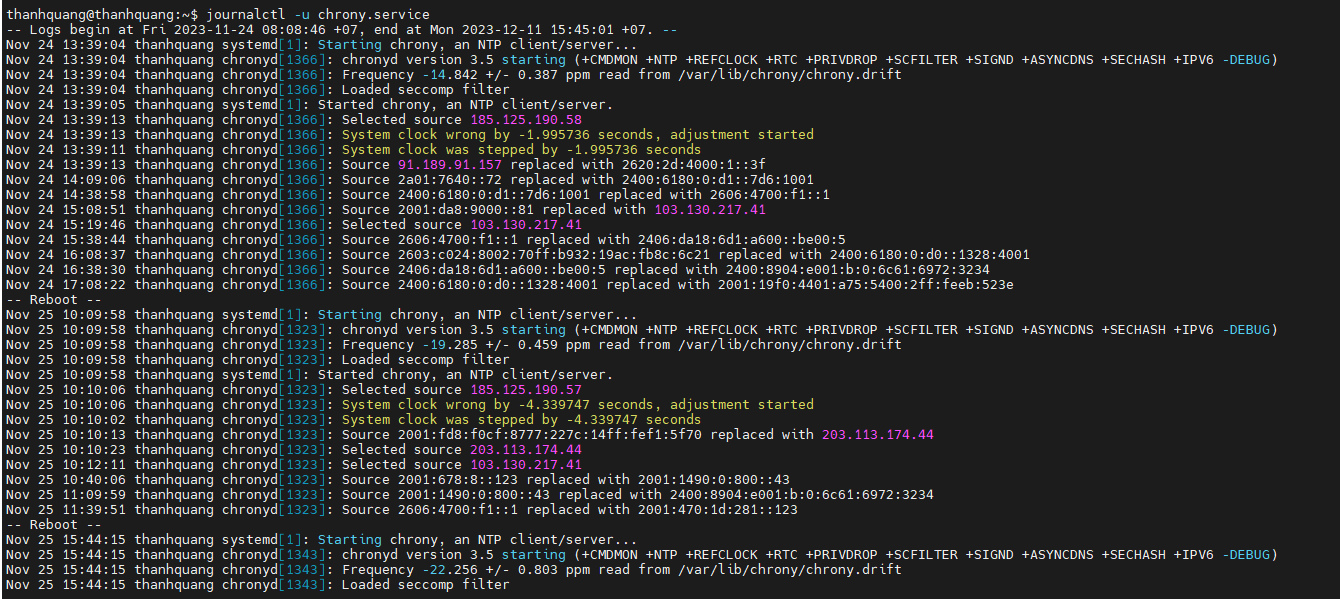 thanhquang@thanhquang:~$ journalctl -u chrony.service
-- Logs begin at Fri 2023-11-24 08:08:46 +07, end at Mon 2023-12-11 15:45:01 +07. --
Nov 24 13:39:04 thanhquang systemd[1]: Starting chrony, an NTP client/server...
Nov 24 13:39:04 thanhquang chronyd[1366]: chronyd version 3.5 starting (+CMDMON +NTP +REFCLOCK +RTC +PRIVDROP +SCFILTER +SIGND +ASYNCDNS +SECHASH +IPV6 -DEBUG)
Nov 24 13:39:04 thanhquang chronyd[1366]: Frequency -14.842 +/- 0.387 ppm read from /var/lib/chrony/chrony.drift
Nov 24 13:39:04 thanhquang chronyd[1366]: Loaded seccomp filter
Nov 24 13:39:05 thanhquang systemd[1]: Started chrony, an NTP client/server.
Nov 24 13:39:13 thanhquang chronyd[1366]: Selected source 185.125.190.58
Nov 24 13:39:13 thanhquang chronyd[1366]: System clock wrong by -1.995736 seconds, adjustment started
Nov 24 13:39:11 thanhquang chronyd[1366]: System clock was stepped by -1.995736 seconds
Nov 24 13:39:13 thanhquang chronyd[1366]: Source 91.189.91.157 replaced with 2620:2d:4000:1::3f
Nov 24 14:09:06 thanhquang chronyd[1366]: Source 2a01:7640::72 replaced with 2400:6180:0:d1::7d6:1001
Nov 24 14:38:58 thanhquang chronyd[1366]: Source 2400:6180:0:d1::7d6:1001 replaced with 2606:4700:f1::1
Nov 24 15:08:51 thanhquang chronyd[1366]: Source 2001:da8:9000::81 replaced with 103.130.217.41
Nov 24 15:19:46 thanhquang chronyd[1366]: Selected source 103.130.217.41
Nov 24 15:38:44 thanhquang chronyd[1366]: Source 2606:4700:f1::1 replaced with 2406:da18:6d1:a600::be00:5
Nov 24 16:08:37 thanhquang chronyd[1366]: Source 2603:c024:8002:70ff:b932:19ac:fb8c:6c21 replaced with 2400:6180:0:d0::1328:4001
Nov 24 16:38:30 thanhquang chronyd[1366]: Source 2406:da18:6d1:a600::be00:5 replaced with 2400:8904:e001:b:0:6c61:6972:3234
Nov 24 17:08:22 thanhquang chronyd[1366]: Source 2400:6180:0:d0::1328:4001 replaced with 2001:19f0:4401:a75:5400:2ff:feeb:523e
-- Reboot --
Nov 25 10:09:58 thanhquang systemd[1]: Starting chrony, an NTP client/server...
Nov 25 10:09:58 thanhquang chronyd[1323]: chronyd version 3.5 starting (+CMDMON +NTP +REFCLOCK +RTC +PRIVDROP +SCFILTER +SIGND +ASYNCDNS +SECHASH +IPV6 -DEBUG)
Nov 25 10:09:58 thanhquang chronyd[1323]: Frequency -19.285 +/- 0.459 ppm read from /var/lib/chrony/chrony.drift
Nov 25 10:09:58 thanhquang chronyd[1323]: Loaded seccomp filter
Nov 25 10:09:58 thanhquang systemd[1]: Started chrony, an NTP client/server.
Nov 25 10:10:06 thanhquang chronyd[1323]: Selected source 185.125.190.57
Nov 25 10:10:06 thanhquang chronyd[1323]: System clock wrong by -4.339747 seconds, adjustment started
Nov 25 10:10:02 thanhquang chronyd[1323]: System clock was stepped by -4.339747 seconds
Nov 25 10:10:13 thanhquang chronyd[1323]: Source 2001:fd8:f0cf:8777:227c:14ff:fef1:5f70 replaced with 203.113.174.44
Nov 25 10:10:23 thanhquang chronyd[1323]: Selected source 203.113.174.44
Nov 25 10:12:11 thanhquang chronyd[1323]: Selected source 103.130.217.41
Nov 25 10:40:06 thanhquang chronyd[1323]: Source 2001:678:8::123 replaced with 2001:1490:0:800::43
Nov 25 11:09:59 thanhquang chronyd[1323]: Source 2001:1490:0:800::43 replaced with 2400:8904:e001:b:0:6c61:6972:3234
Nov 25 11:39:51 thanhquang chronyd[1323]: Source 2606:4700:f1::1 replaced with 2001:470:1d:281::123
-- Reboot --
Nov 25 15:44:15 thanhquang systemd[1]: Starting chrony, an NTP client/server...
Nov 25 15:44:15 thanhquang chronyd[1343]: chronyd version 3.5 starting (+CMDMON +NTP +REFCLOCK +RTC +PRIVDROP +SCFILTER +SIGND +ASYNCDNS +SECHASH +IPV6 -DEBUG)
Nov 25 15:44:15 thanhquang chronyd[1343]: Frequency -22.256 +/- 0.803 ppm read from /var/lib/chrony/chrony.drift
Nov 25 15:44:15 thanhquang chronyd[1343]: Loaded seccomp filter